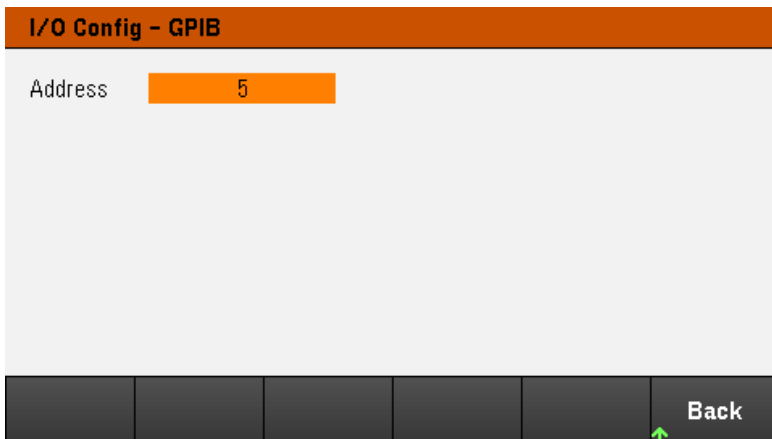 I/O Config – GPIB
Address 5
Back